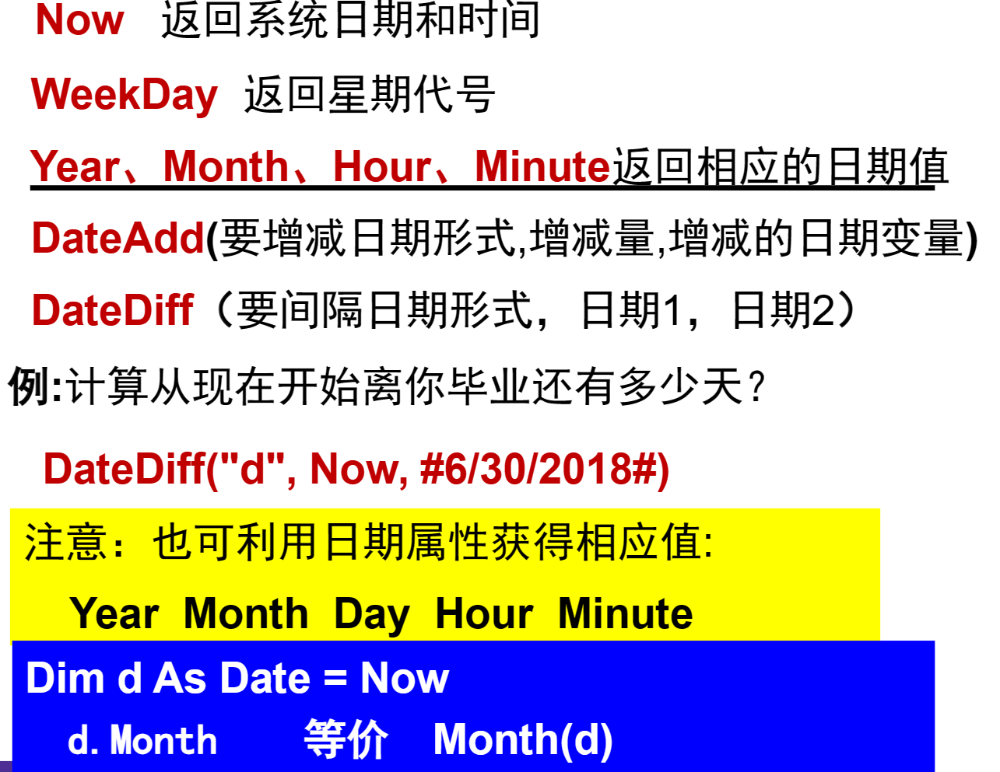 Now 返回系统日期和时间
WeekDay 返回星期代号
Year、Month、Hour、Minute返回相应的日期值
DateAdd(要增减日期形式,增减量,增减的日期变量)
DateDiff（要间隔日期形式，日期1，日期2）
例:计算从现在开始离你毕业还有多少天?
DateDiff("d", Now, #6/30/2018#)
注意：也可利用日期属性获得相应值:
Year Month Day Hour Minute
Dim d As Date = Now
d.Month 等价 Month(d)